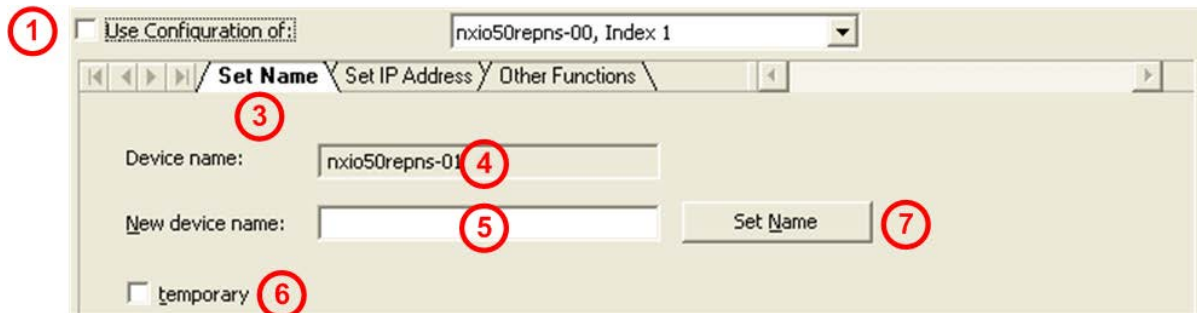 1 Use Configuration of: nxio50repns-00, Index 1
Set Name Set IP Address Other Functions
3
Device name: nxio50repns-01 4
New device name: 5 Set Name 7
temporary 6